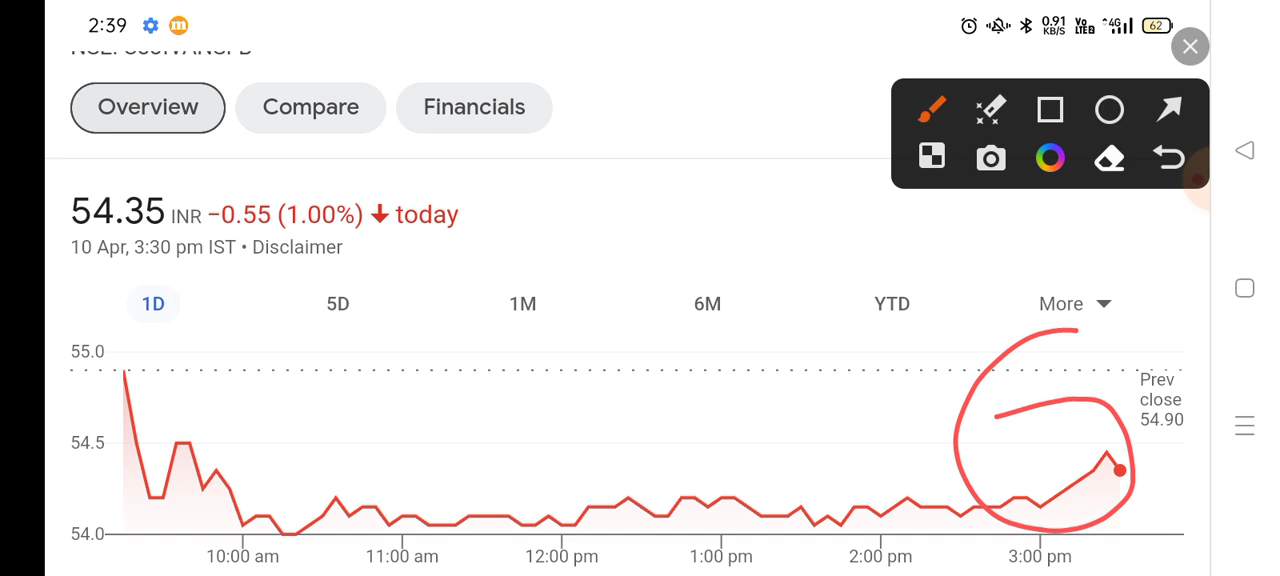 2:39 m 0.91 KB/S Vo LTE2 4G 62
Overview Compare Financials
54.35 INR −0.55 (1.00%) today
10 Apr, 3:30 pm IST • Disclaimer
1D 5D 1M 6M YTD More
55.0
Prev
close
54.90
54.5
54.0
10:00 am 11:00 am 12:00 pm 1:00 pm 2:00 pm 3:00 pm